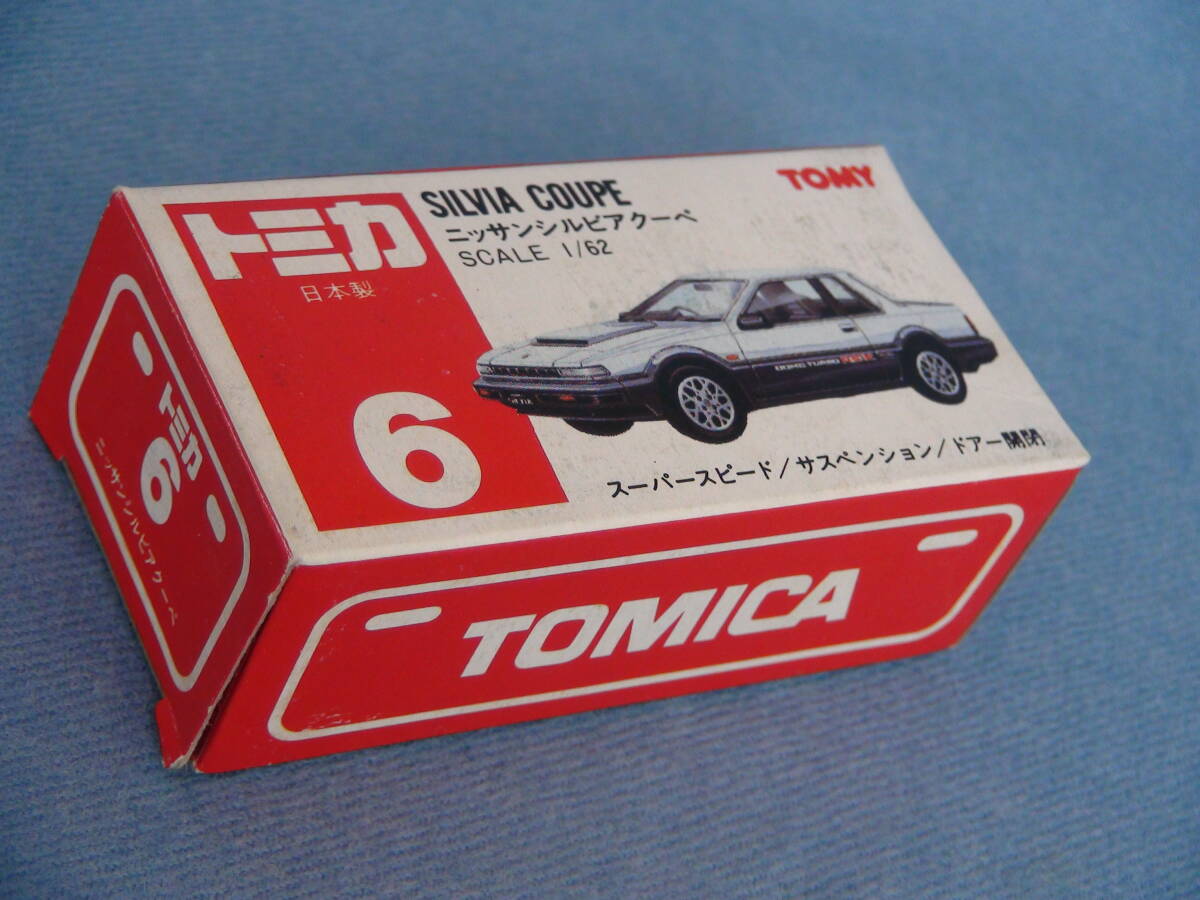 トミカ
日本製
6
SILVIA COUPE
ニッサンシルビアクーペ
SCALE 1/62
TOMY
DOHC TURBO
スーパースピード/サスペンション/ドアー開閉
トミカ
6
ニッサンシルビアクーペ
TOMICA